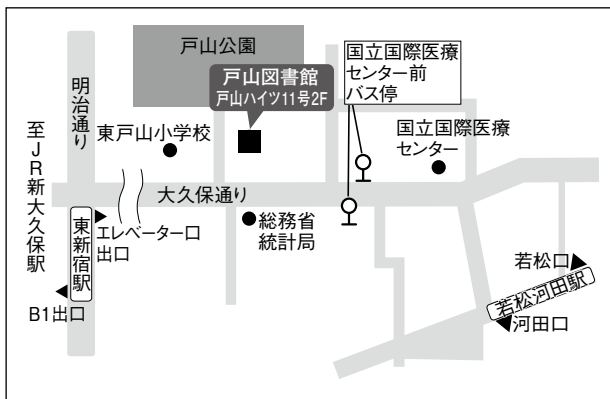 戸山公園
戸山図書館
戸山ハイツ11号2F
国立国際医療
センター前
バス停
明治通り
東戸山小学校
国立国際医療
センター
至JR新大久保駅
大久保通り
東新宿駅
エレベーター口
出口
総務省
統計局
B1出口
若松口
若松河田駅
河田口